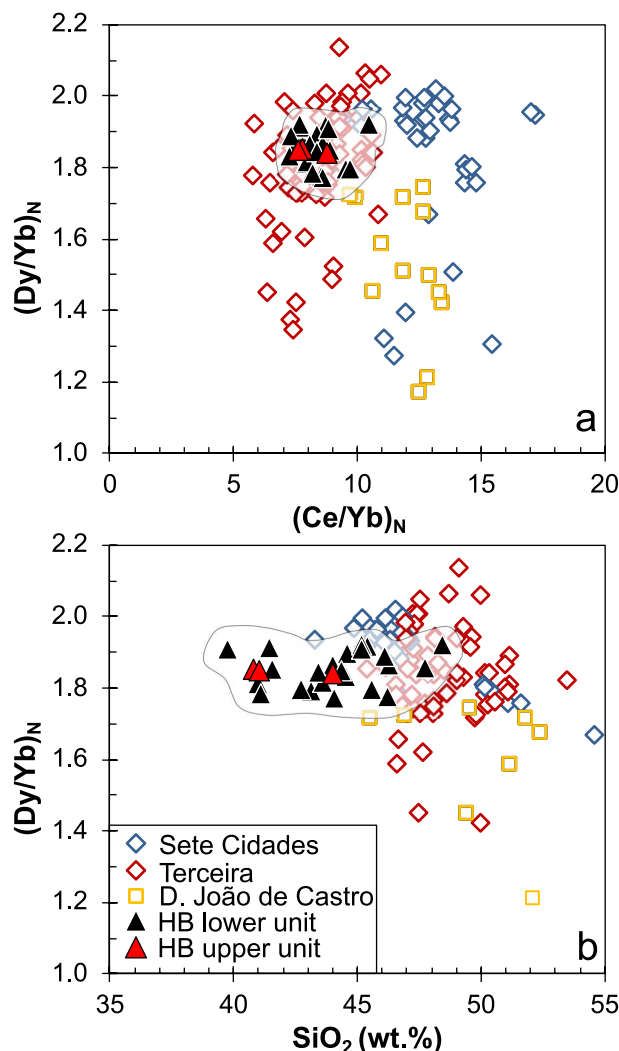 2.2
2.0
1.8
1.6
1.4
1.2
1.0
(Dy/Yb)N
a
0 5 10 15 20
(Ce/Yb)N
2.2
2.0
1.8
1.6
1.4
1.2
1.0
(Dy/Yb)N
Sete Cidades
Terceira
D. João de Castro
HB lower unit
HB upper unit
b
35 40 45 50 55
SiO2 (wt.%)